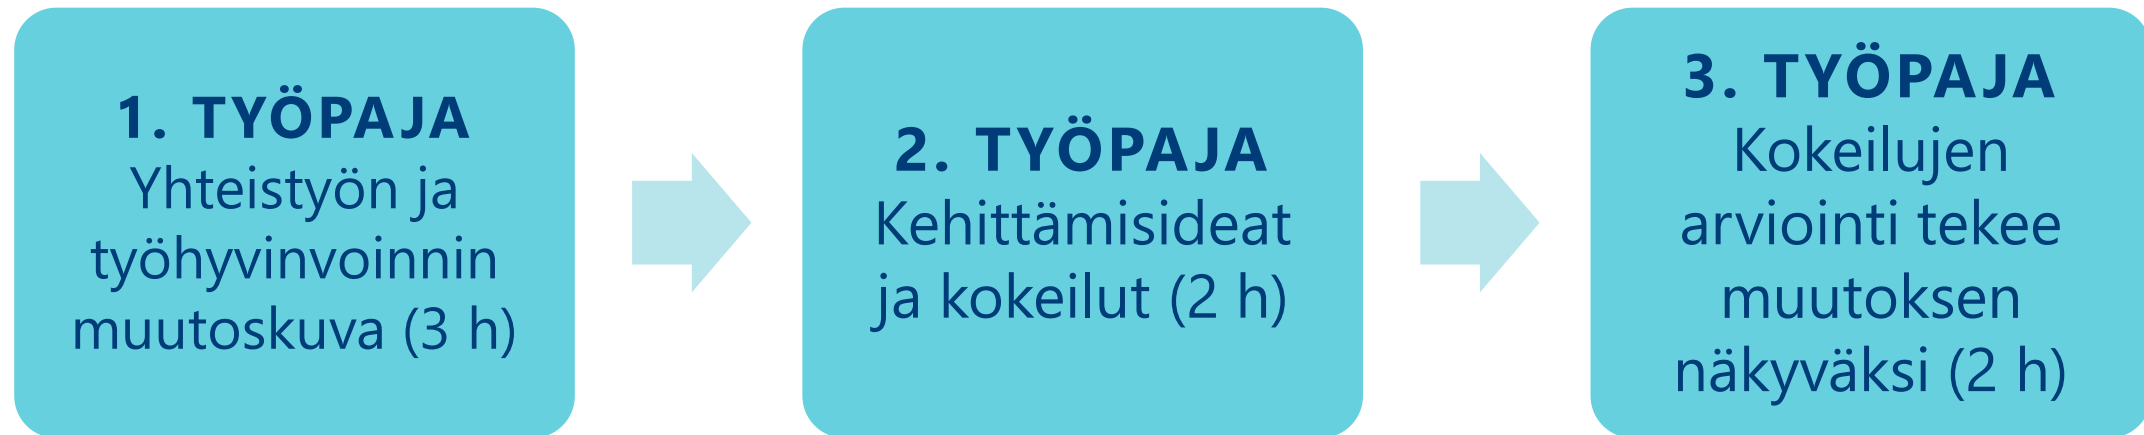 1. TYÖPAJA
Yhteistyön ja
työhyvinvoinnin
muutoskuva (3 h)
2. TYÖPAJA
Kehittämisideat
ja kokeilut (2 h)
3. TYÖPAJA
Kokeilujen
arviointi tekee
muutoksen
näkyväksi (2 h)